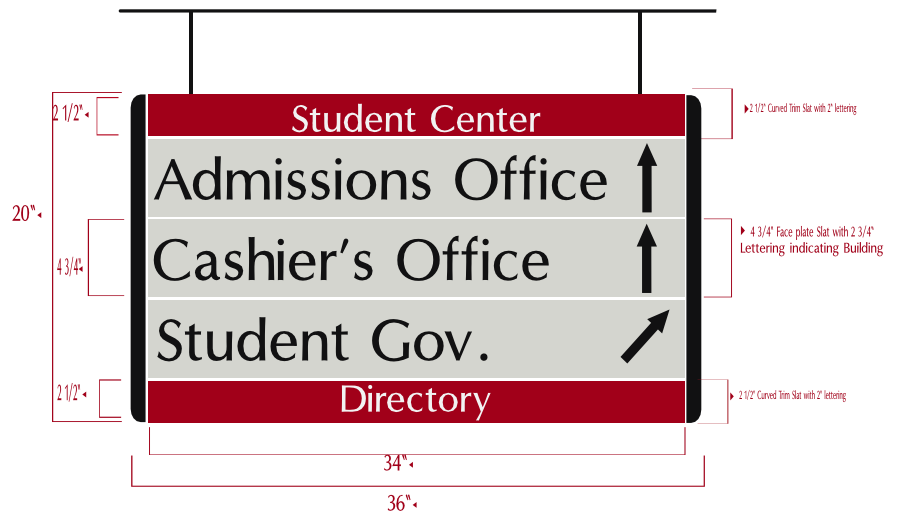 Student Center
2 1/2"
2 1/2" Curved Trim Slat with 2" lettering
Admissions Office
20"
4 3/4" Face plate Slat with 2 3/4"
Lettering indicating Building
Cashier's Office
4 3/4"
Student Gov.
2 1/2"
Directory
2 1/2" Curved Trim Slat with 2" lettering
34"
36"